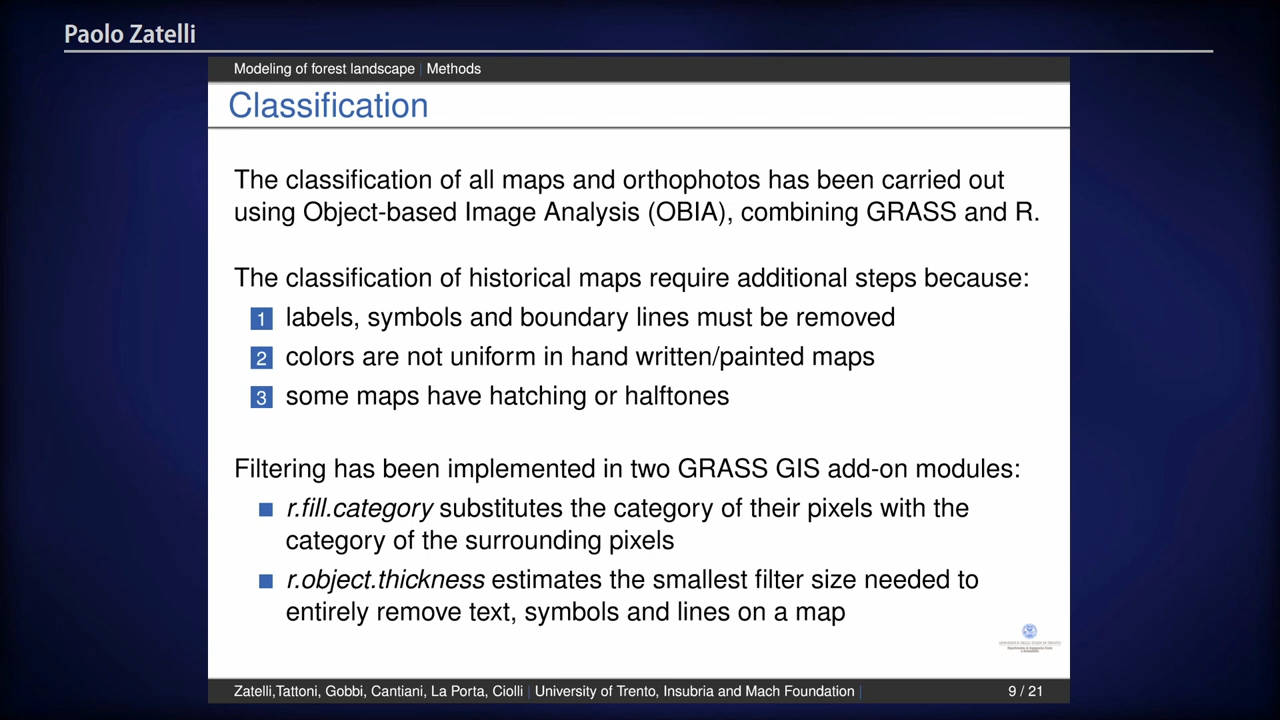 Paolo Zatelli
Modeling of forest landscape | Methods
Classification
The classification of all maps and orthophotos has been carried out
using Object-based Image Analysis (OBIA), combining GRASS and R.
The classification of historical maps require additional steps because:
1 labels, symbols and boundary lines must be removed
2 colors are not uniform in hand written/painted maps
3 some maps have hatching or halftones
Filtering has been implemented in two GRASS GIS add-on modules:
r.fill.category substitutes the category of their pixels with the
category of the surrounding pixels
r.object.thickness estimates the smallest filter size needed to
entirely remove text, symbols and lines on a map
Zatelli,Tattoni, Gobbi, Cantiani, La Porta, Ciolli | University of Trento, Insubria and Mach Foundation | 9 / 21